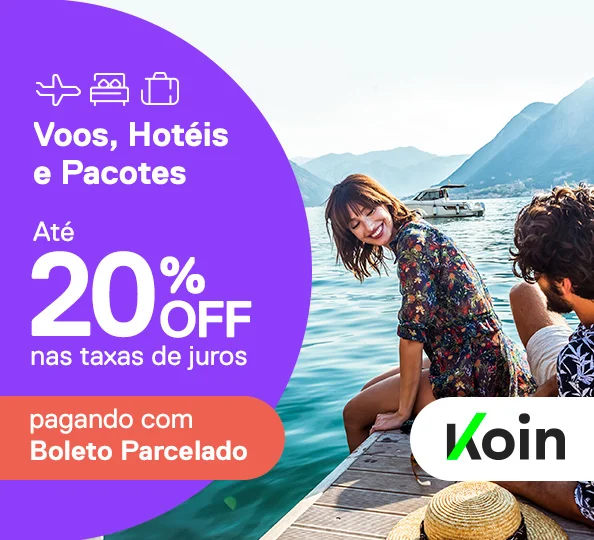 Voos, Hotéis
e Pacotes
Até
20% OFF
nas taxas de juros
pagando com
Boleto Parcelado
Koin